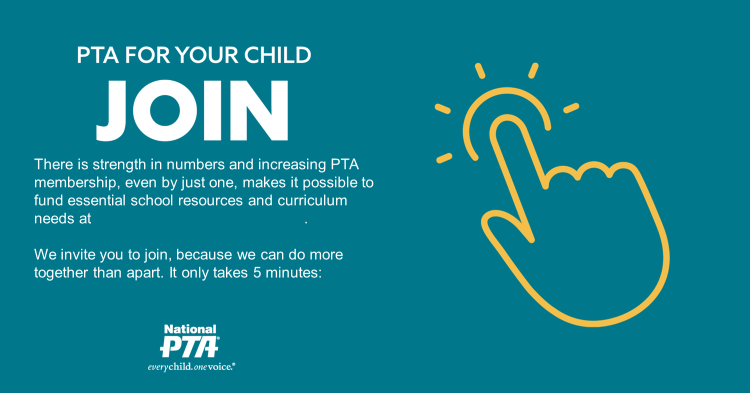 PTA FOR YOUR CHILD
JOIN
There is strength in numbers and increasing PTA
membership, even by just one, makes it possible to
fund essential school resources and curriculum
needs at .
We invite you to join, because we can do more
together than apart. It only takes 5 minutes:
National
PTA®
everychild.onevoice.®